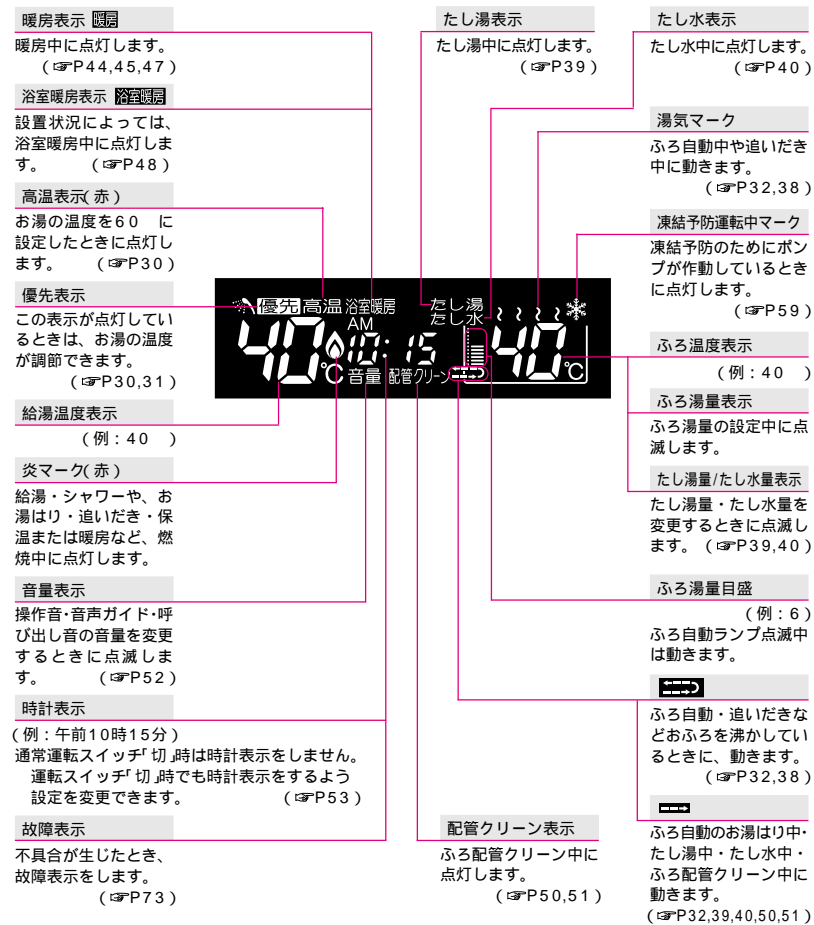 暖房表示 暖房
暖房中に点灯します。
(☞P44,45,47)
浴室暖房表示 浴室暖房
設置状況によっては、
浴室暖房中に点灯しま
す。 (☞P48)
高温表示(赤)
お湯の温度を60 に
設定したときに点灯し
ます。 (☞P30)
優先表示
この表示が点灯してい
るときは、お湯の温度
が調節できます。
(☞P30,31)
給湯温度表示
(例:40 )
炎マーク(赤)
給湯・シャワーや、お
湯はり・追いだき・保
温または暖房など、燃
焼中に点灯します。
音量表示
操作音・音声ガイド・呼
び出し音の音量を変更
するときに点滅しま
す。 (☞P52)
時計表示
(例:午前10時15分)
通常運転スイッチ「切」時は時計表示をしません。
運転スイッチ「切」時でも時計表示をするよう
設定を変更できます。 (☞P53)
故障表示
不具合が生じたとき、
故障表示をします。
(☞P73)
たし湯表示
たし湯中に点灯します。
(☞P39)
優先 高温 浴室暖房 たし湯
AM たし水
40℃ 10:15 40℃
音量 配管クリーン
配管クリーン表示
ふろ配管クリーン中に
点灯します。
(☞P50,51)
たし水表示
たし水中に点灯します。
(☞P40)
湯気マーク
ふろ自動中や追いだき
中に動きます。
(☞P32,38)
凍結予防運転中マーク
凍結予防のためにポン
プが作動しているとき
に点灯します。
(☞P59)
ふろ温度表示
(例:40 )
ふろ湯量表示
ふろ湯量の設定中に点
滅します。
たし湯量/たし水量表示
たし湯量・たし水量を
変更するときに点滅し
ます。 (☞P39,40)
ふろ湯量目盛
(例:6)
ふろ自動ランプ点滅中
は動きます。
ふろ自動・追いだきな
どおふろを沸かしてい
るときに、動きます。
(☞P32,38)
ふろ自動のお湯はり中・
たし湯中・たし水中・
ふろ配管クリーン中に
動きます。
(☞P32,39,40,50,51)